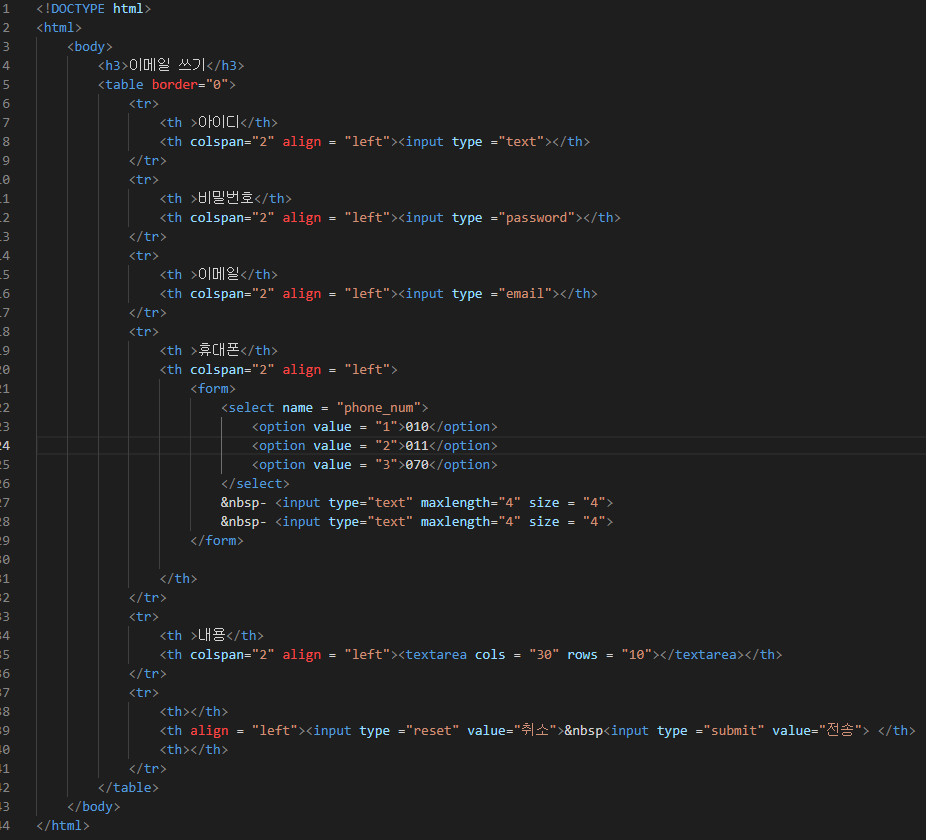 1 <!DOCTYPE html>
2 <html>
3 <body>
4 <h3>이메일 쓰기</h3>
5 <table border="0">
6 <tr>
7 <th >아이디</th>
8 <th colspan="2" align = "left"><input type ="text"></th>
9 </tr>
10 <tr>
11 <th >비밀번호</th>
12 <th colspan="2" align = "left"><input type ="password"></th>
13 </tr>
14 <tr>
15 <th >이메일</th>
16 <th colspan="2" align = "left"><input type ="email"></th>
17 </tr>
18 <tr>
19 <th >휴대폰</th>
20 <th colspan="2" align = "left">
21 <form>
22 <select name = "phone_num">
23 <option value = "1">010</option>
24 <option value = "2">011</option>
25 <option value = "3">070</option>
26 </select>
27 &nbsp- <input type="text" maxlength="4" size = "4">
28 &nbsp- <input type="text" maxlength="4" size = "4">
29 </form>
30
31 </th>
32 </tr>
33 <tr>
34 <th >내용</th>
35 <th colspan="2" align = "left"><textarea cols = "30" rows = "10"></textarea></th>
36 </tr>
37 <tr>
38 <th></th>
39 <th align = "left"><input type ="reset" value="취소">&nbsp<input type ="submit" value="전송"> </th>
40 <th></th>
41 </tr>
42 </table>
43 </body>
44 </html>